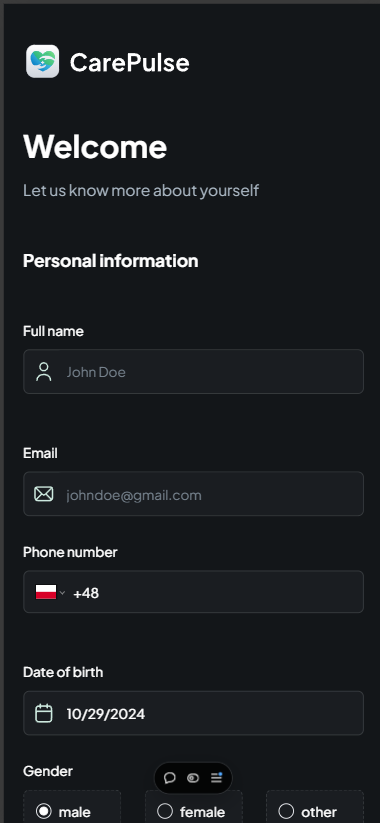 CarePulse
Welcome
Let us know more about yourself
Personal information
Full name
John Doe
Email
johndoe@gmail.com
Phone number
+48
Date of birth
10/29/2024
Gender
male female other